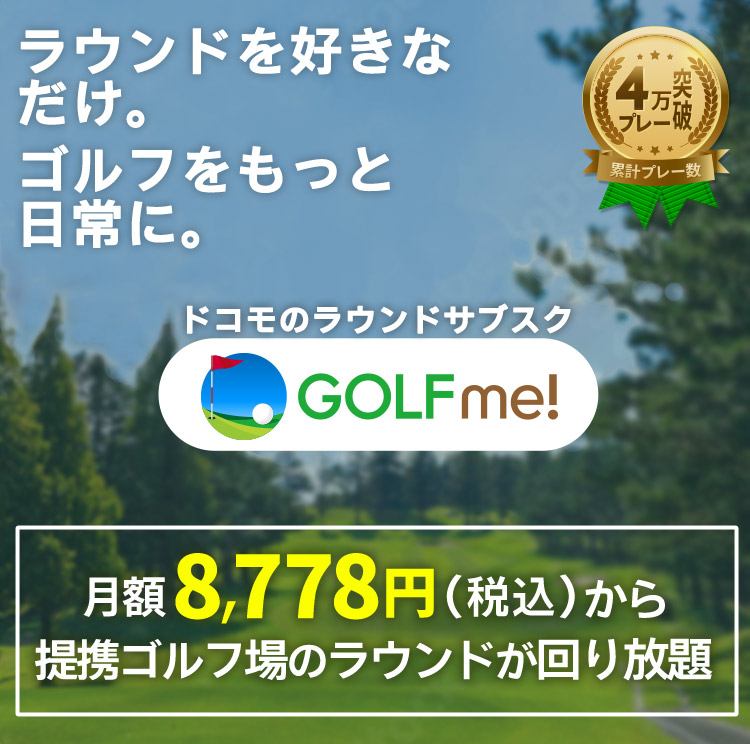 ラウンドを好きな
だけ。
ゴルフをもっと
日常に。
4万プレー突破
累計プレー数
ドコモのラウンドサブスク
GOLFme!
月額8,778円（税込）から
提携ゴルフ場のラウンドが回り放題